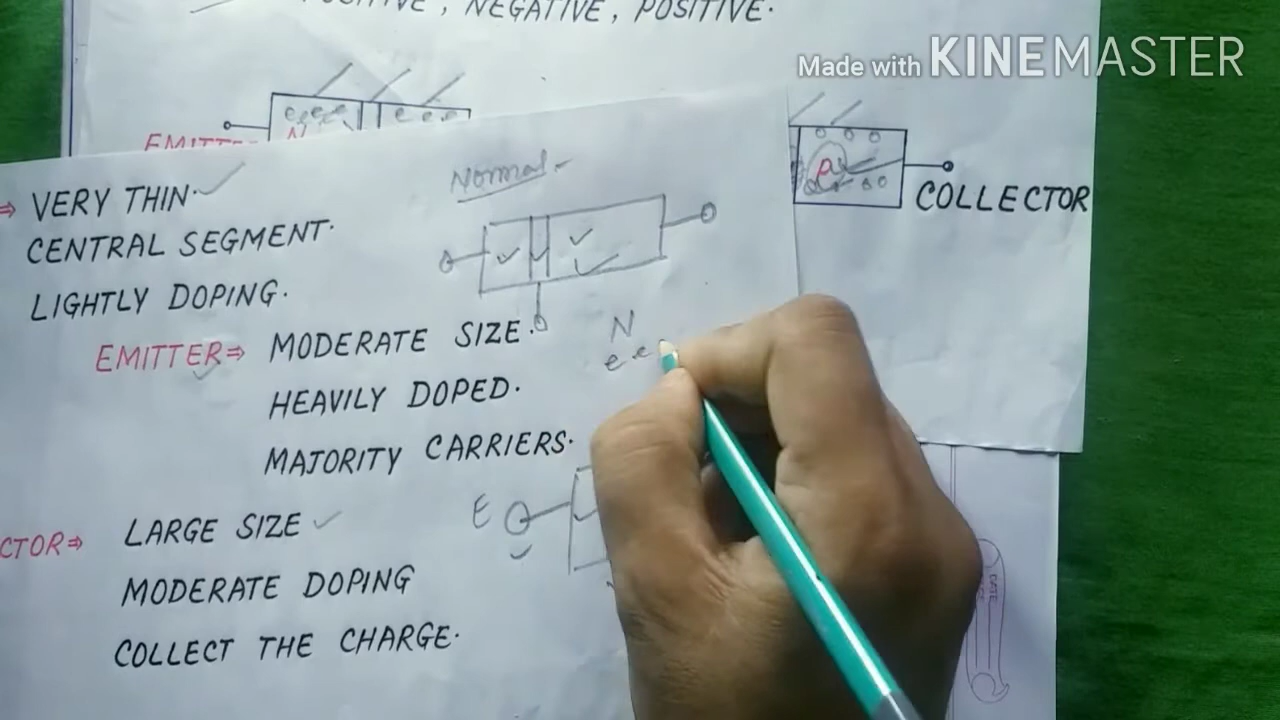 POSITIVE, NEGATIVE, POSITIVE.
Made with KINEMASTER
e e e e
e e e
N
EMITTER
P
COLLECTOR
Normal -
⇒ VERY THIN.
CENTRAL SEGMENT.
LIGHTLY DOPING.
EMITTER ⇒ MODERATE SIZE.
HEAVILY DOPED.
MAJORITY CARRIERS.
N
e e
E
CTOR ⇒ LARGE SIZE
MODERATE DOPING
COLLECT THE CHARGE.